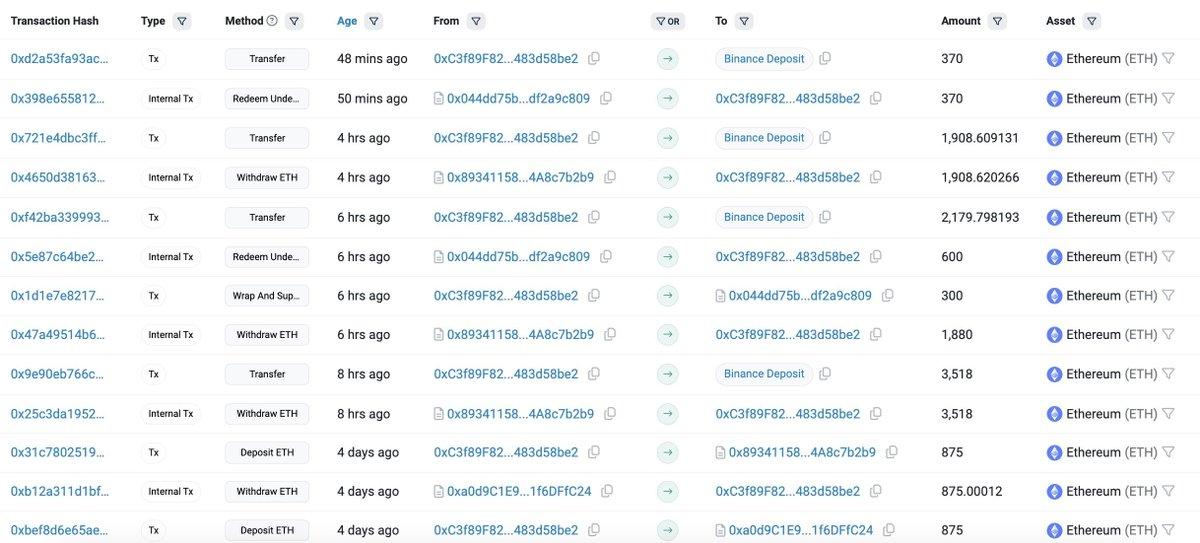 Transaction Hash Type Method Age From OR To Amount Asset
0xd2a53fa93ac... Tx Transfer 48 mins ago 0xC3f89F82...483d58be2 Binance Deposit 370 Ethereum (ETH)
0x398e655812... Internal Tx Redeem Unde... 50 mins ago 0x044dd75b...df2a9c809 0xC3f89F82...483d58be2 370 Ethereum (ETH)
0x721e4dbc3ff... Tx Transfer 4 hrs ago 0xC3f89F82...483d58be2 Binance Deposit 1,908.609131 Ethereum (ETH)
0x4650d38163... Internal Tx Withdraw ETH 4 hrs ago 0x89341158...4A8c7b2b9 0xC3f89F82...483d58be2 1,908.620266 Ethereum (ETH)
0xf42ba339993... Tx Transfer 6 hrs ago 0xC3f89F82...483d58be2 Binance Deposit 2,179.798193 Ethereum (ETH)
0x5e87c64be2... Internal Tx Redeem Unde... 6 hrs ago 0x044dd75b...df2a9c809 0xC3f89F82...483d58be2 600 Ethereum (ETH)
0x1d1e7e8217... Tx Wrap And Sup... 6 hrs ago 0xC3f89F82...483d58be2 0x044dd75b...df2a9c809 300 Ethereum (ETH)
0x47a49514b6... Internal Tx Withdraw ETH 6 hrs ago 0x89341158...4A8c7b2b9 0xC3f89F82...483d58be2 1,880 Ethereum (ETH)
0x9e90eb766c... Tx Transfer 8 hrs ago 0xC3f89F82...483d58be2 Binance Deposit 3,518 Ethereum (ETH)
0x25c3da1952... Internal Tx Withdraw ETH 8 hrs ago 0x89341158...4A8c7b2b9 0xC3f89F82...483d58be2 3,518 Ethereum (ETH)
0x31c7802519... Tx Deposit ETH 4 days ago 0xC3f89F82...483d58be2 0x89341158...4A8c7b2b9 875 Ethereum (ETH)
0xb12a311d1bf... Internal Tx Withdraw ETH 4 days ago 0xa0d9C1E9...1f6DFfC24 0xC3f89F82...483d58be2 875.00012 Ethereum (ETH)
0xbef8d6e65ae... Tx Deposit ETH 4 days ago 0xC3f89F82...483d58be2 0xa0d9C1E9...1f6DFfC24 875 Ethereum (ETH)